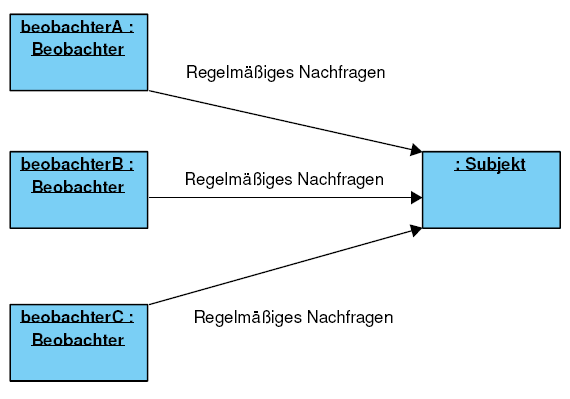 beobachterA :
Beobachter
Regelmäßiges Nachfragen
beobachterB :
Beobachter
Regelmäßiges Nachfragen
: Subjekt
beobachterC :
Beobachter
Regelmäßiges Nachfragen